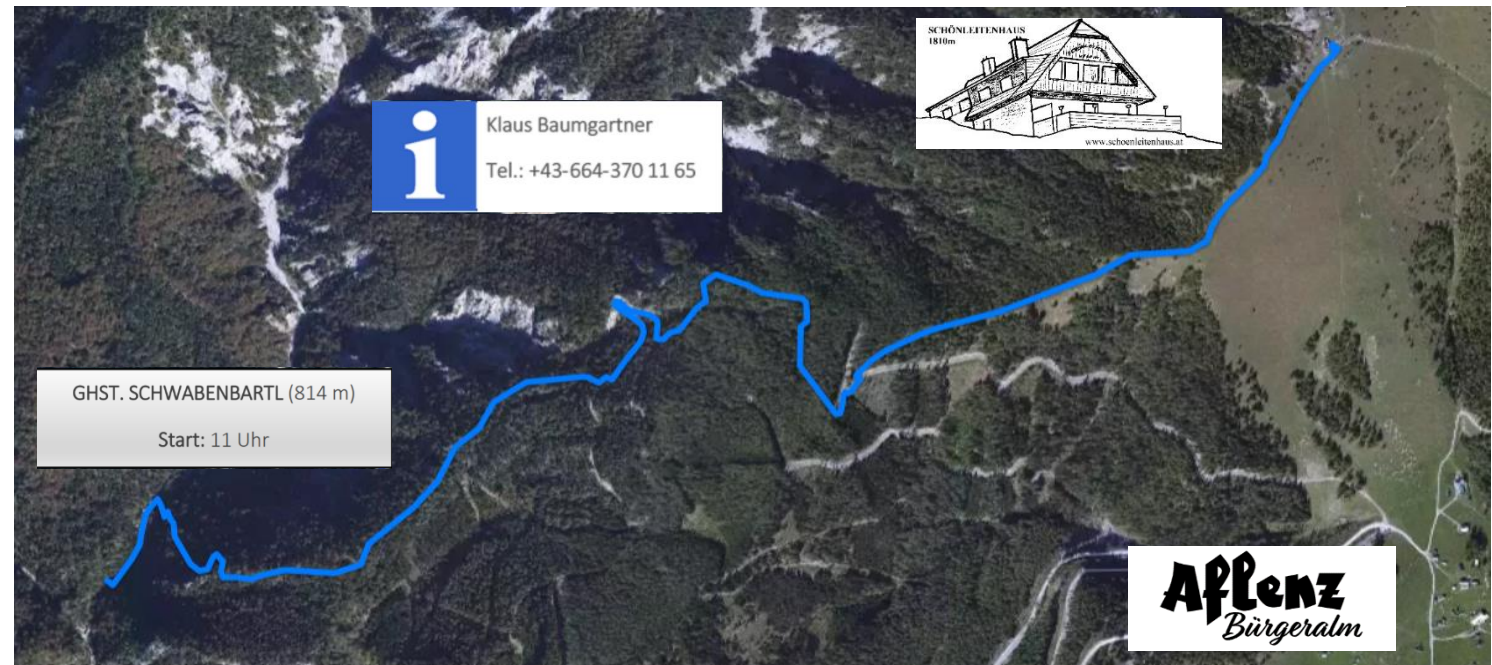 SCHÖNLEITENHAUS
1810m
www.schoenleitenhaus.at
i
Klaus Baumgartner
Tel.: +43-664-370 11 65
GHST. SCHWABENBARTL (814 m)
Start: 11 Uhr
Aflenz
Bürgeralm